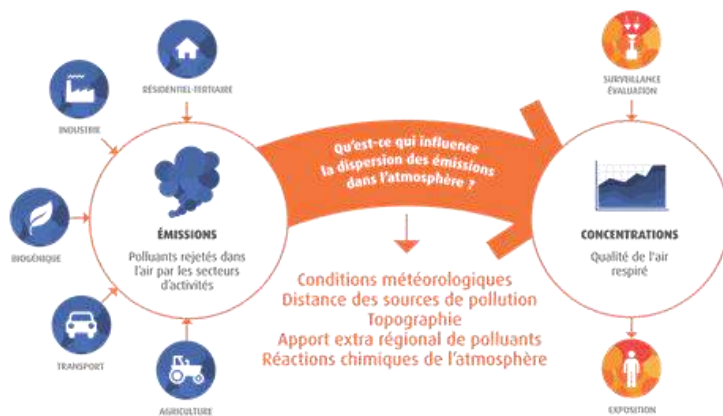 RÉSIDENTIEL-TERTIAIRE
INDUSTRIE
BIOGÉNIQUE
TRANSPORT
AGRICULTURE
ÉMISSIONS
Polluants rejetés dans
l'air par les secteurs
d'activités
Qu'est-ce qui influence
la dispersion des émissions
dans l'atmosphère ?
Conditions météorologiques
Distance des sources de pollution
Topographie
Apport extra régional de polluants
Réactions chimiques de l'atmosphère
SURVEILLANCE
ÉVALUATION
CONCENTRATIONS
Qualité de l'air
respiré
EXPOSITION